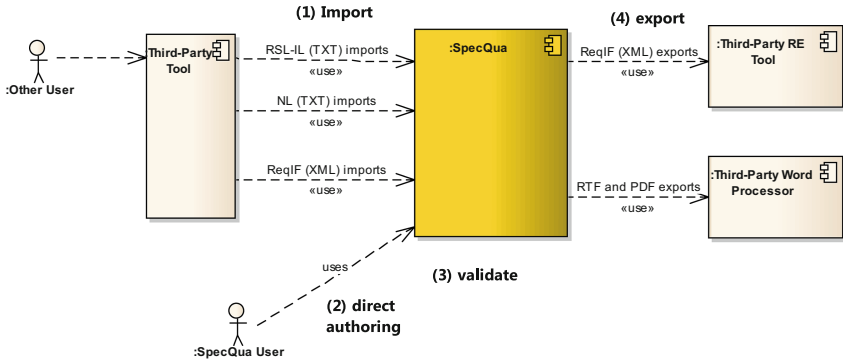 (1) Import
(4) export
:Other User
:Third-Party
Tool
RSL-IL (TXT) imports
«use»
NL (TXT) imports
«use»
ReqIF (XML) imports
«use»
:SpecQua
ReqIF (XML) exports
«use»
:Third-Party RE
Tool
RTF and PDF exports
«use»
:Third-Party Word
Processor
uses
(3) validate
(2) direct
authoring
:SpecQua User